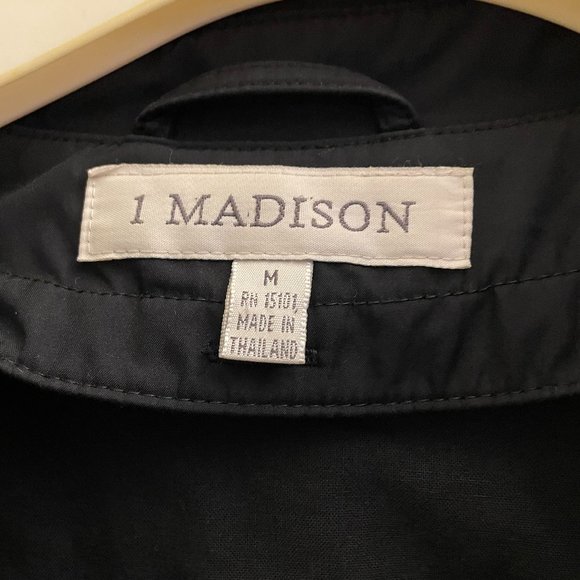 1 MADISON
M
RN 15101
MADE IN
THAILAND